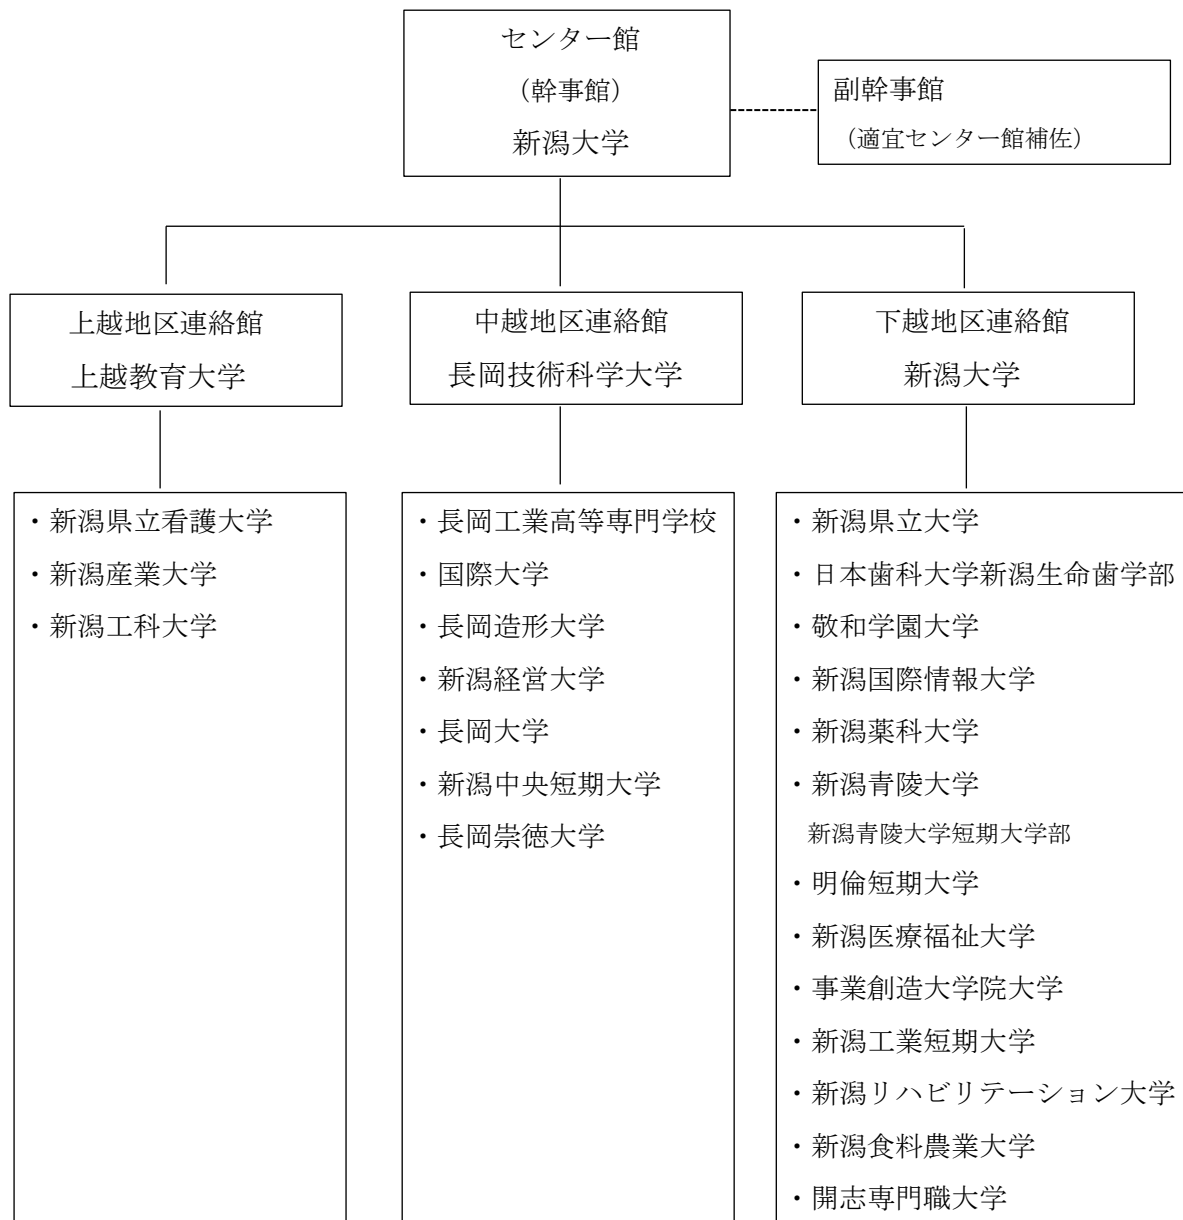 センター館
（幹事館）
新潟大学
副幹事館
（適宜センター館補佐）
上越地区連絡館
上越教育大学
中越地区連絡館
長岡技術科学大学
下越地区連絡館
新潟大学
・新潟県立看護大学
・新潟産業大学
・新潟工科大学
・長岡工業高等専門学校
・国際大学
・長岡造形大学
・新潟経営大学
・長岡大学
・新潟中央短期大学
・長岡崇徳大学
・新潟県立大学
・日本歯科大学新潟生命歯学部
・敬和学園大学
・新潟国際情報大学
・新潟薬科大学
・新潟青陵大学
新潟青陵大学短期大学部
・明倫短期大学
・新潟医療福祉大学
・事業創造大学院大学
・新潟工業短期大学
・新潟リハビリテーション大学
・新潟食料農業大学
・開志専門職大学